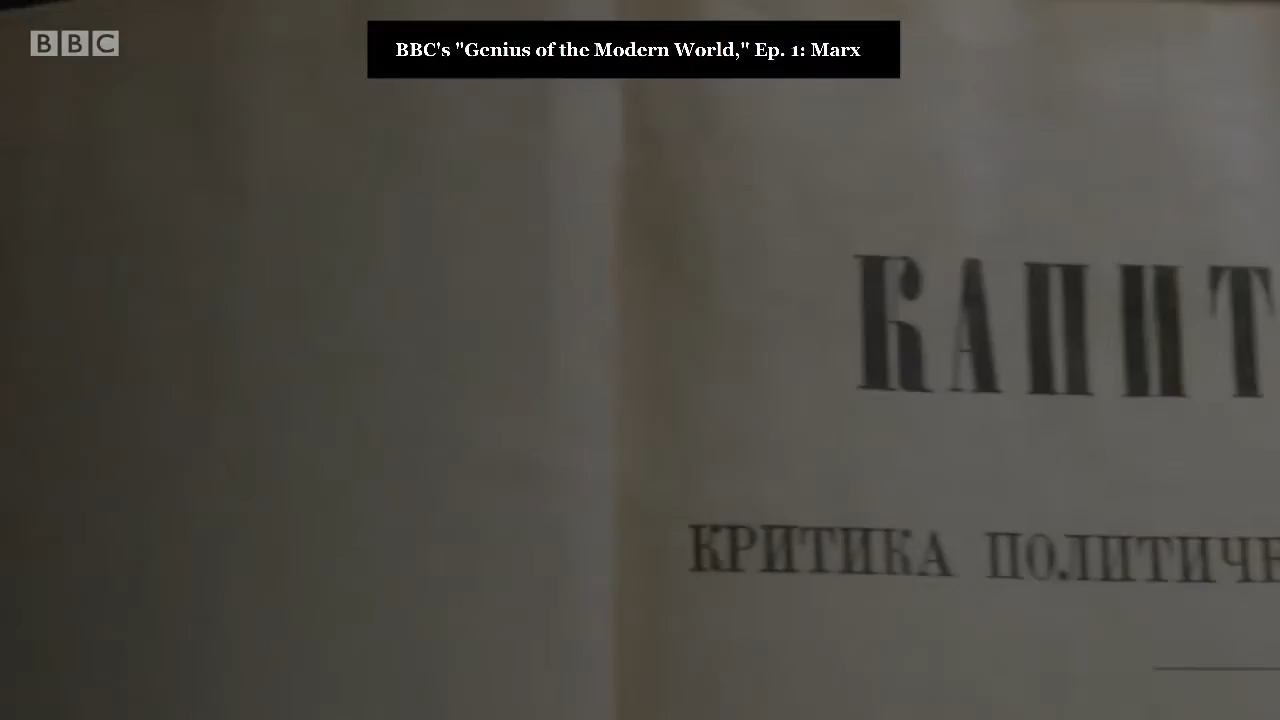 BBC
BBC's "Genius of the Modern World," Ep. 1: Marx
КАПИТ
КРИТИКА ПОЛИТИЧЕ